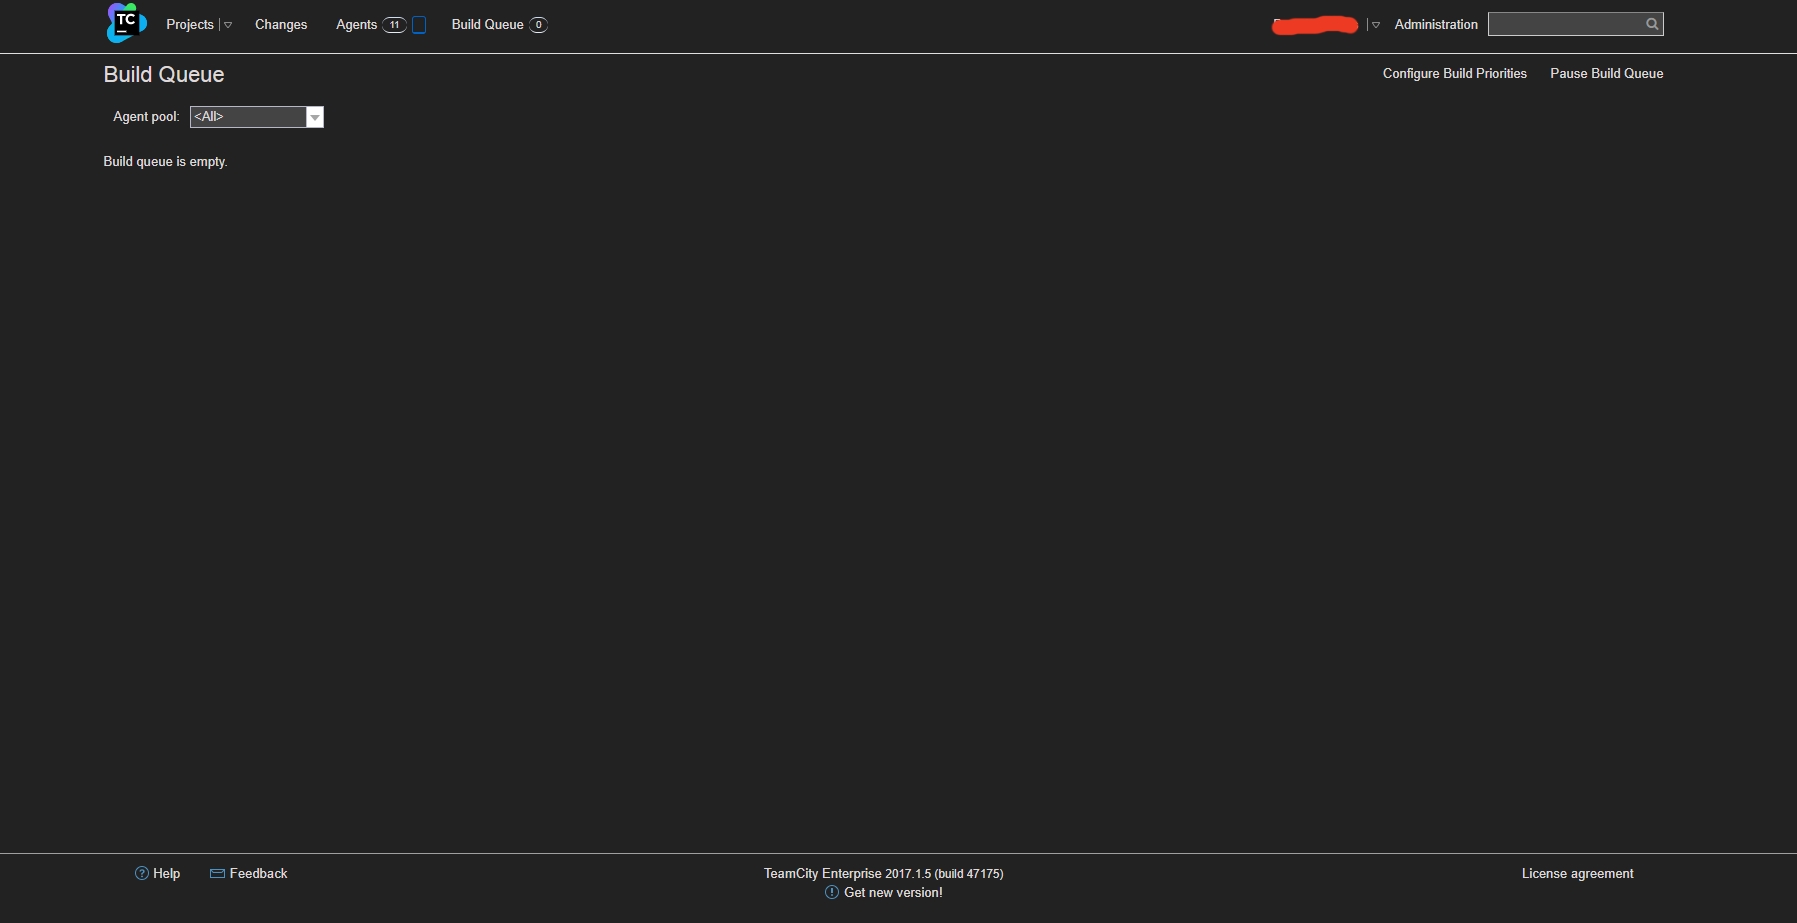 TC
Projects
Changes
Agents 11
Build Queue 0
Administration
Build Queue
Configure Build Priorities
Pause Build Queue
Agent pool: <All>
Build queue is empty.
? Help
Feedback
TeamCity Enterprise 2017.1.5 (build 47175)
! Get new version!
License agreement